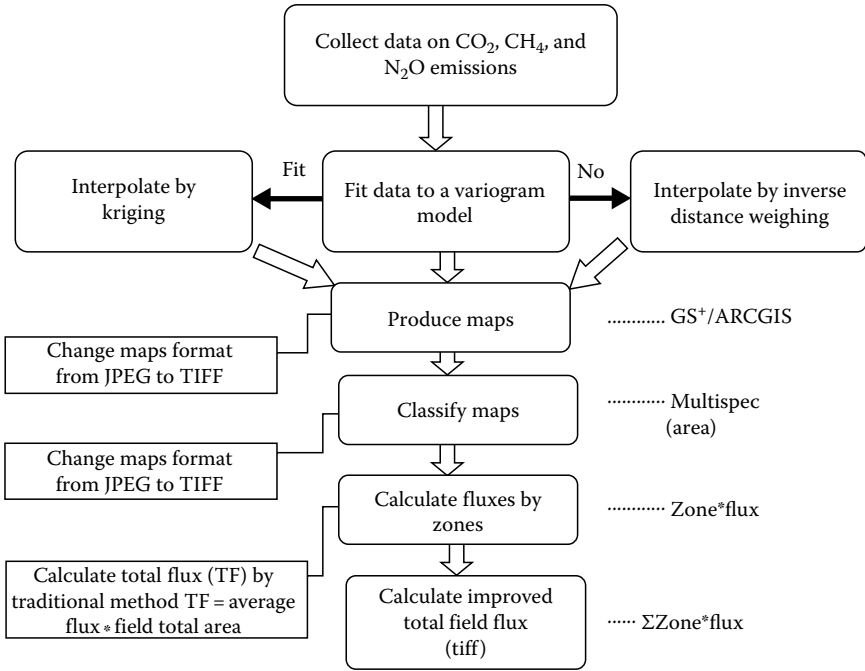 Collect data on CO₂, CH₄, and
N₂O emissions
Interpolate by
kriging
Fit
Fit data to a variogram
model
No
Interpolate by inverse
distance weighing
Produce maps
............ GS⁺/ARCGIS
Change maps format
from JPEG to TIFF
Classify maps
............ Multispec
(area)
Change maps format
from JPEG to TIFF
Calculate fluxes by
zones
............ Zone*flux
Calculate total flux (TF) by
traditional method TF = average
flux * field total area
Calculate improved
total field flux
(tiff)
...... ΣZone*flux